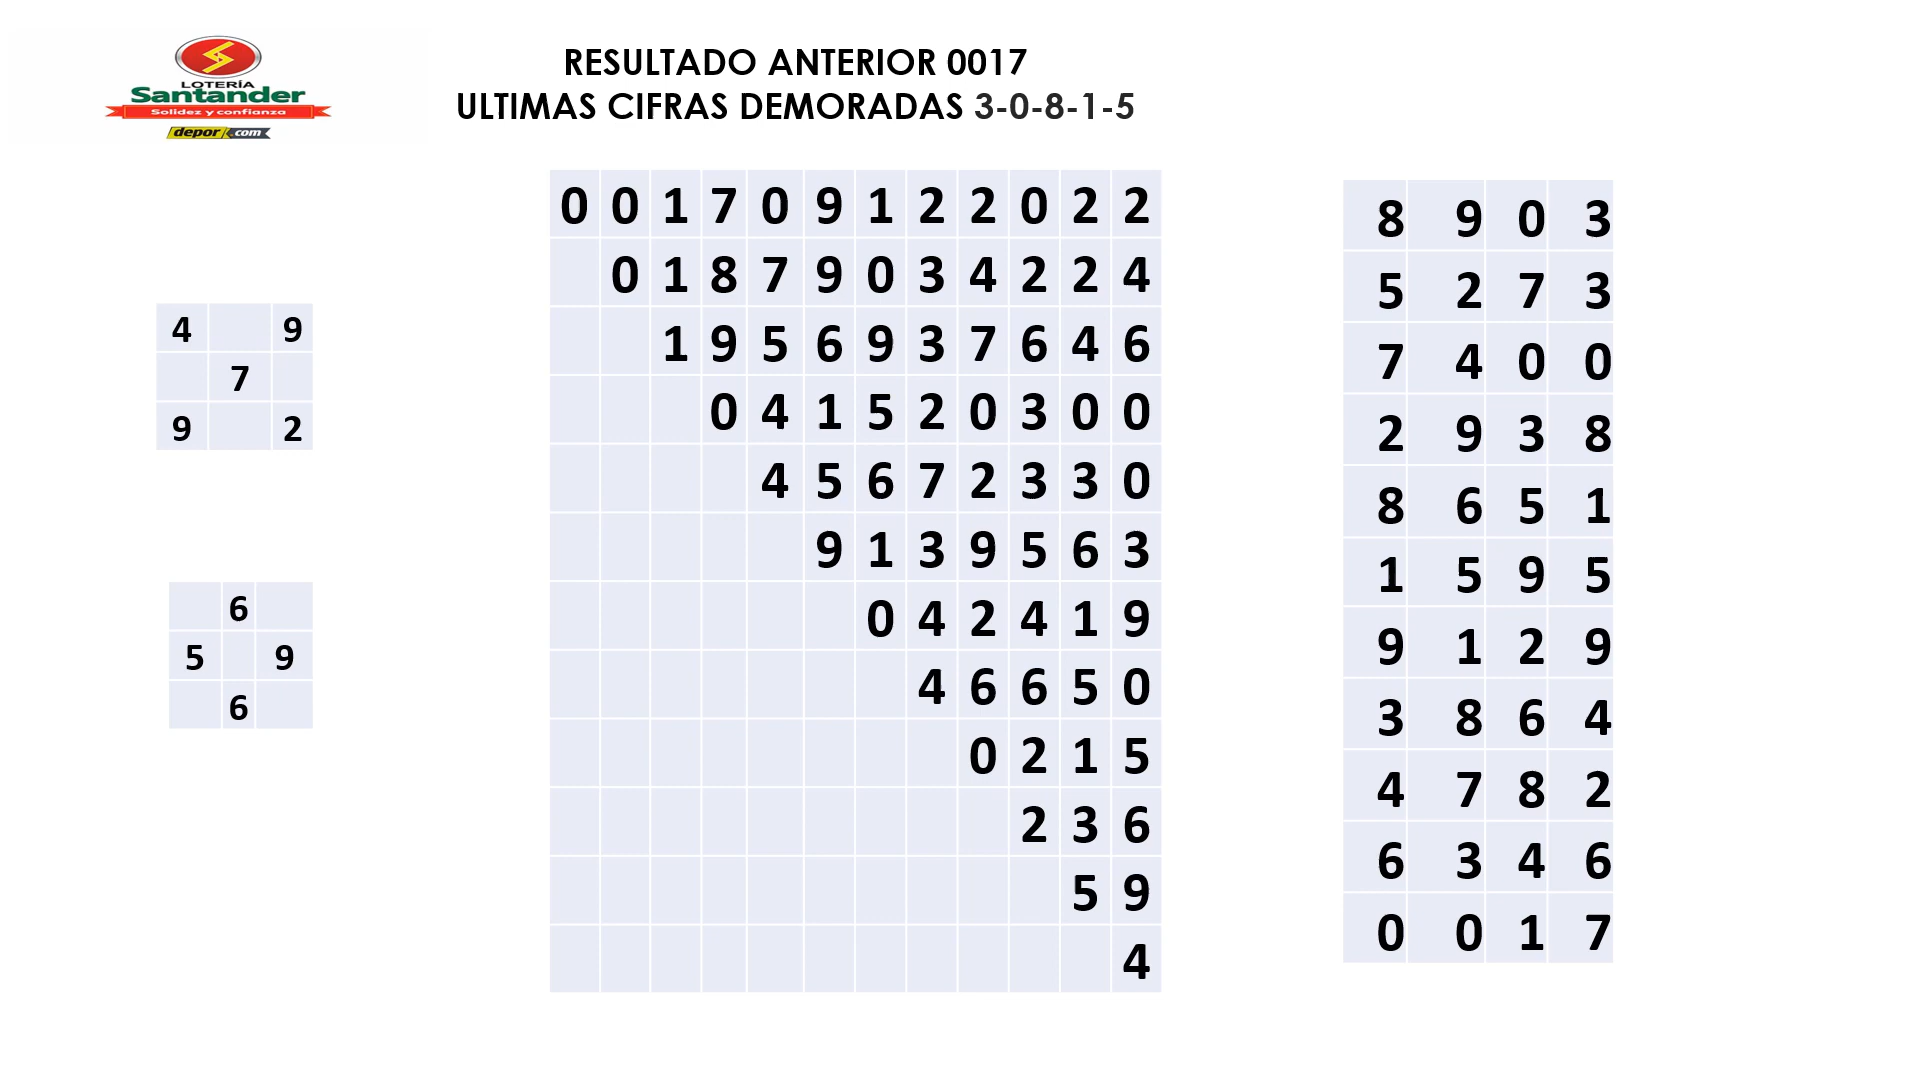 LOTERÍA
Santander
Solidez y confianza
depor.com
RESULTADO ANTERIOR 0017
ULTIMAS CIFRAS DEMORADAS 3-0-8-1-5
4 9
7
9 2
6
5 9
6
0 0 1 7 0 9 1 2 2 0 2 2
0 1 8 7 9 0 3 4 2 2 4
1 9 5 6 9 3 7 6 4 6
0 4 1 5 2 0 3 0 0
4 5 6 7 2 3 3 0
9 1 3 9 5 6 3
0 4 2 4 1 9
4 6 6 5 0
0 2 1 5
2 3 6
5 9
4
8 9 0 3
5 2 7 3
7 4 0 0
2 9 3 8
8 6 5 1
1 5 9 5
9 1 2 9
3 8 6 4
4 7 8 2
6 3 4 6
0 0 1 7